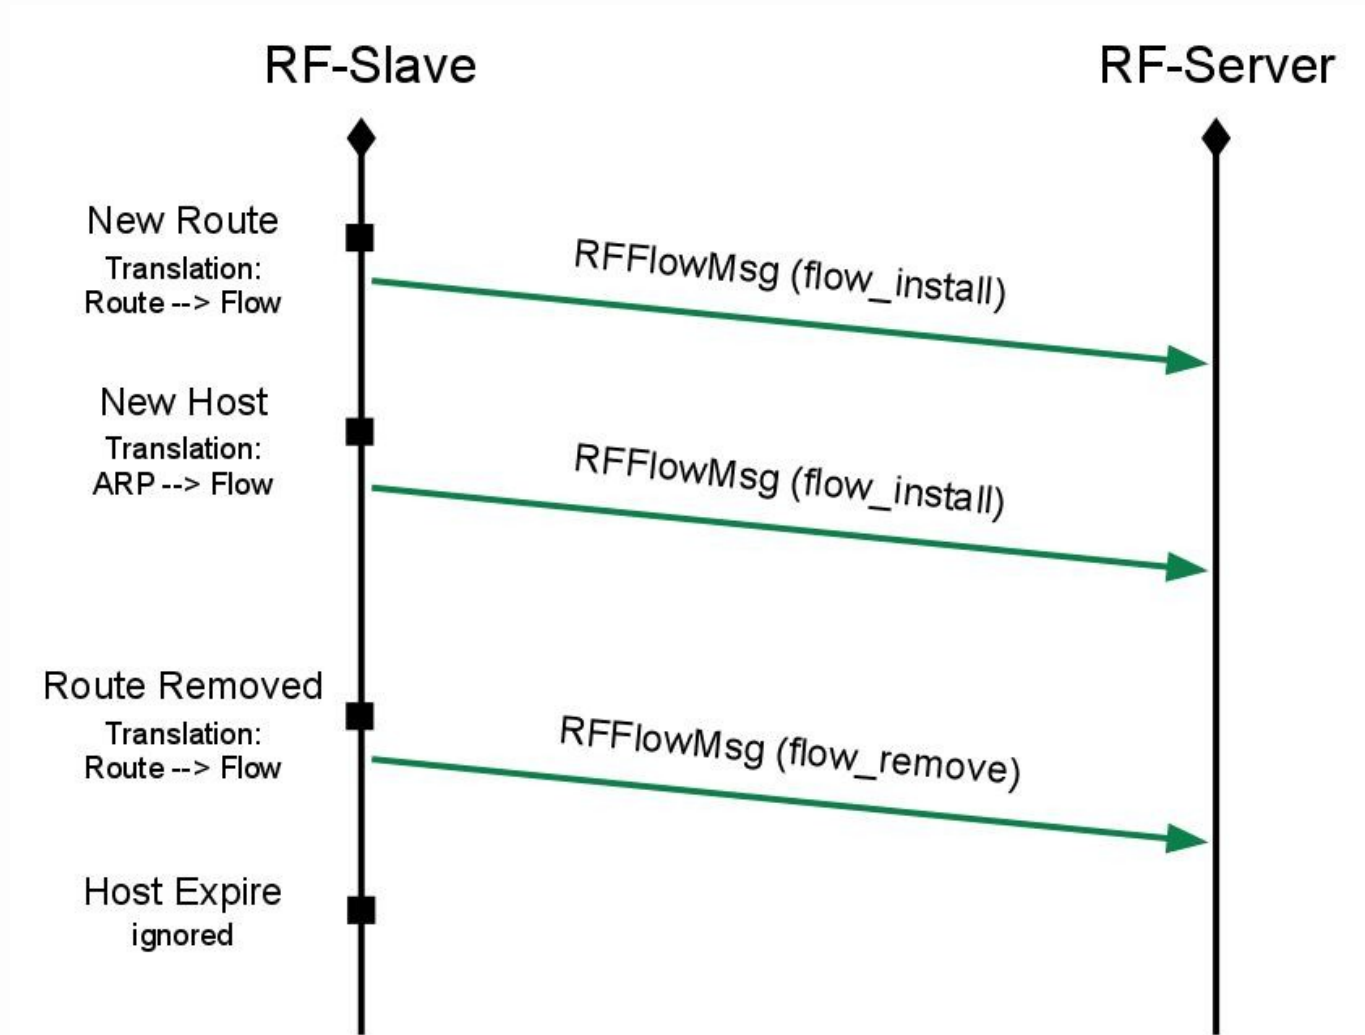 RF-Slave
RF-Server
New Route
Translation:
Route --> Flow
RFFlowMsg (flow_install)
New Host
Translation:
ARP --> Flow
RFFlowMsg (flow_install)
Route Removed
Translation:
Route --> Flow
RFFlowMsg (flow_remove)
Host Expire
ignored